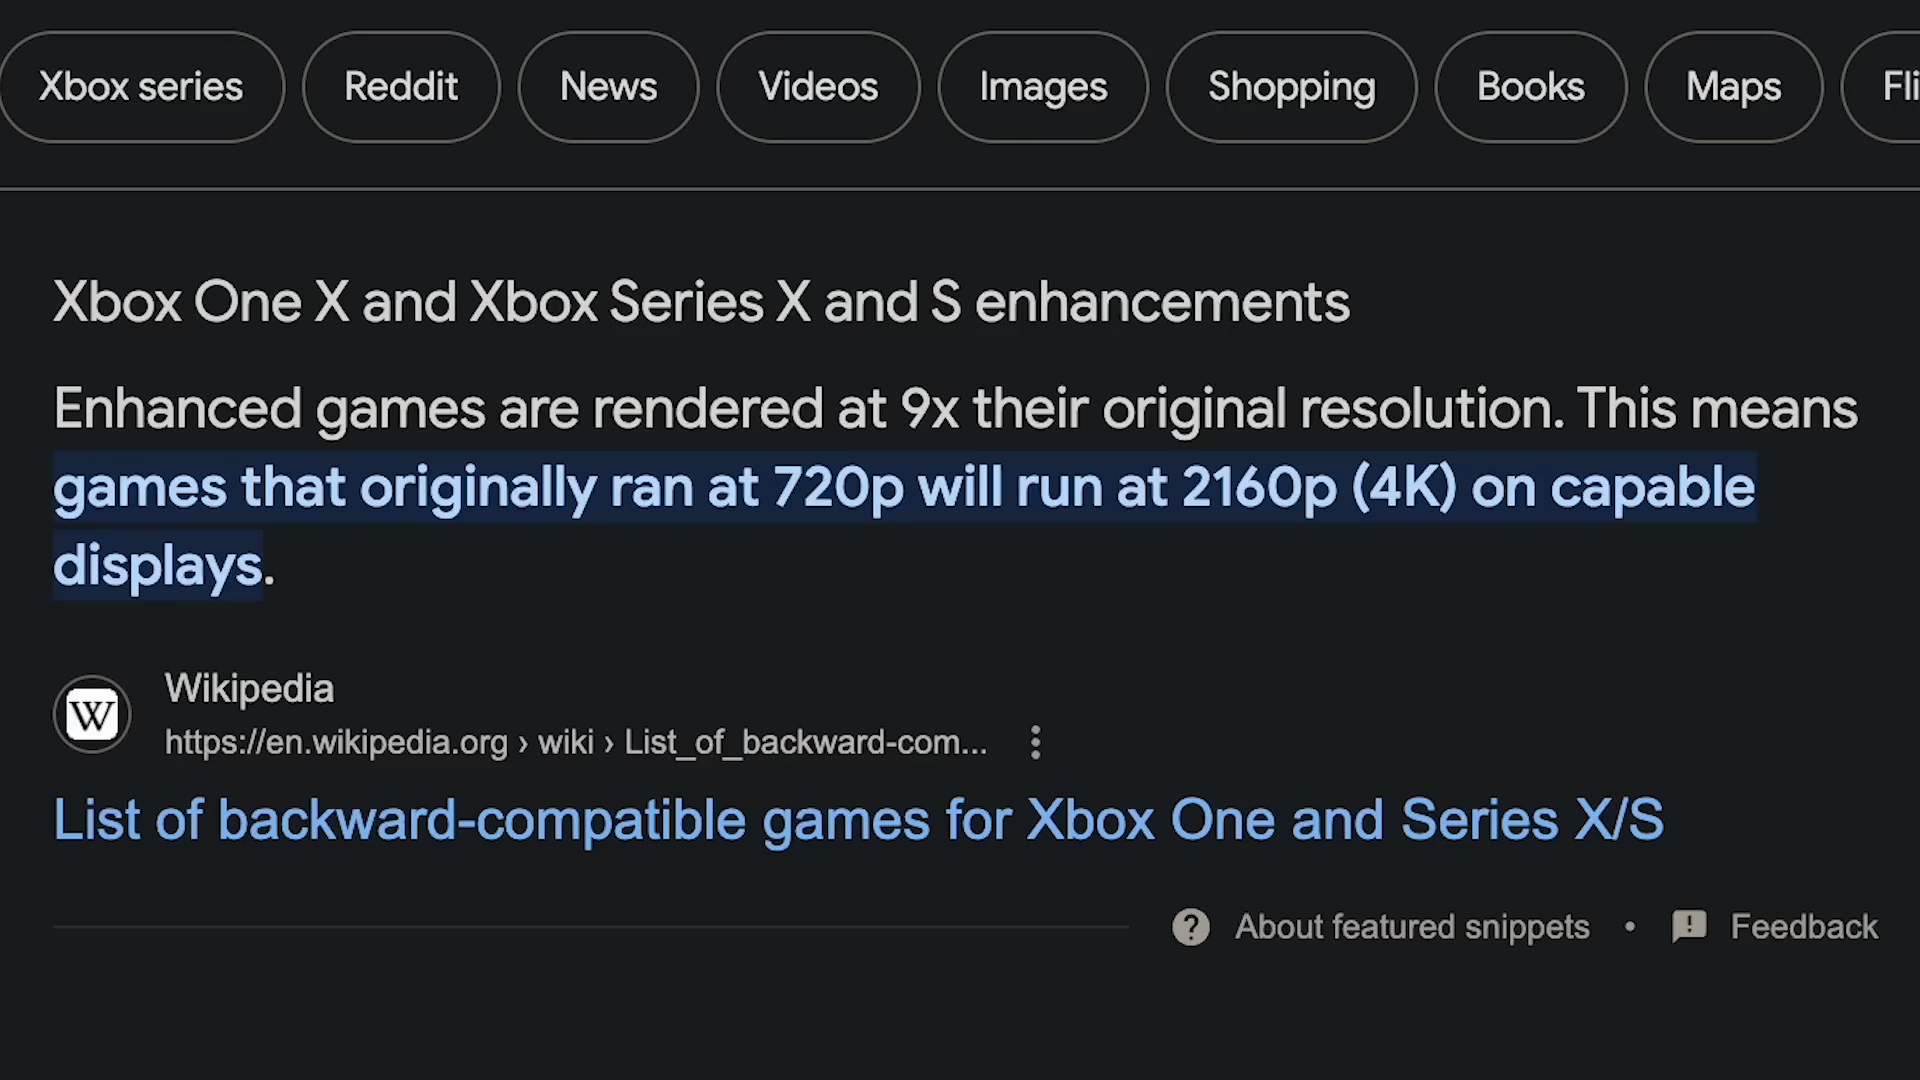 Xbox series Reddit News Videos Images Shopping Books Maps Fli
Xbox One X and Xbox Series X and S enhancements
Enhanced games are rendered at 9x their original resolution. This means
games that originally ran at 720p will run at 2160p (4K) on capable
displays.
W
Wikipedia
https://en.wikipedia.org › wiki › List_of_backward-com...
List of backward-compatible games for Xbox One and Series X/S
? About featured snippets • ! Feedback